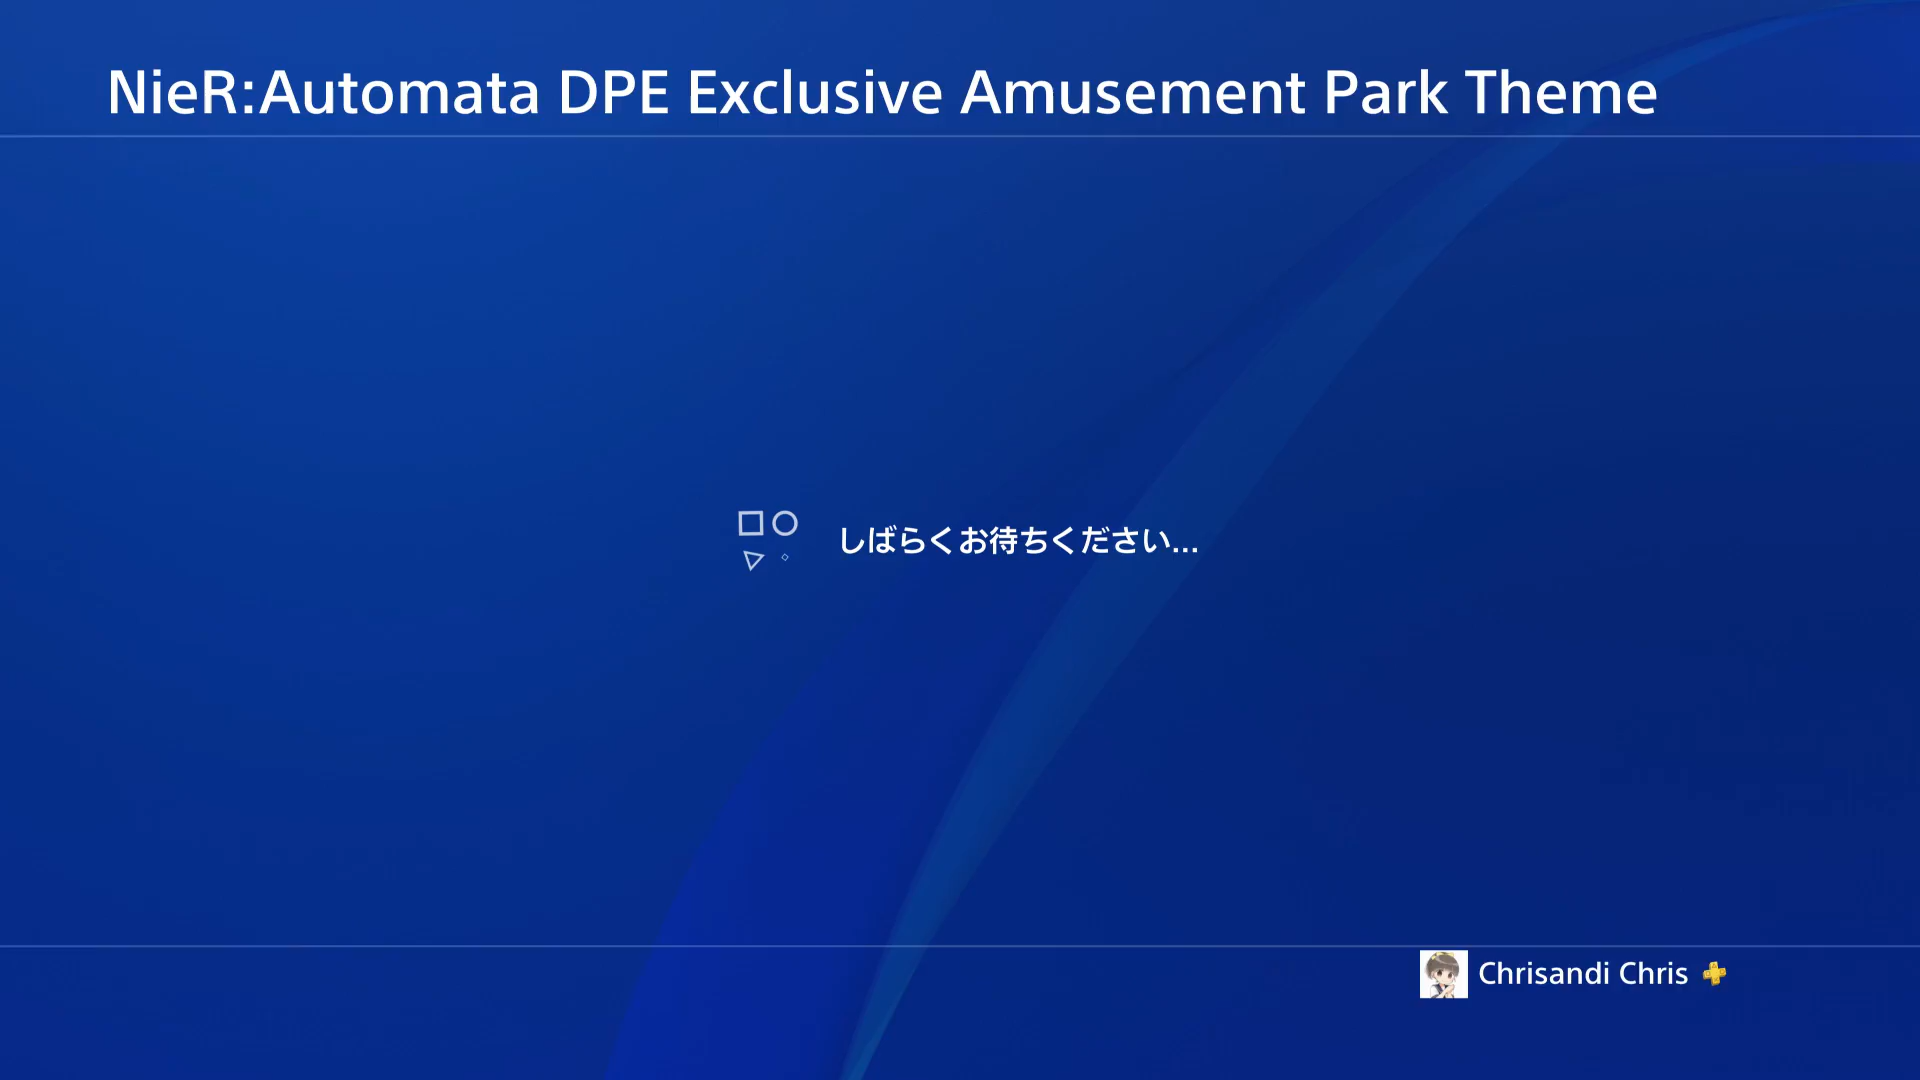 NieR:Automata DPE Exclusive Amusement Park Theme
しばらくお待ちください...
Chrisandi Chris